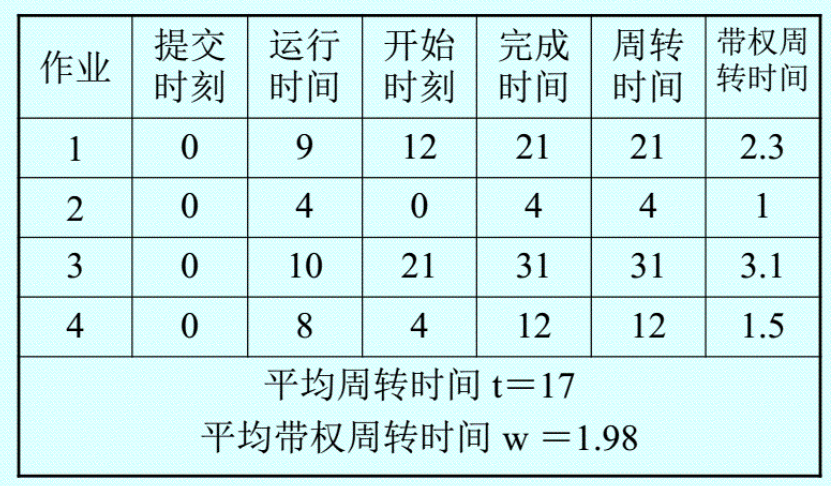 作业 提交时刻 运行时间 开始时刻 完成时间 周转时间 带权周转时间
1 0 9 12 21 21 2.3
2 0 4 0 4 4 1
3 0 10 21 31 31 3.1
4 0 8 4 12 12 1.5
平均周转时间 t＝17
平均带权周转时间 w ＝1.98